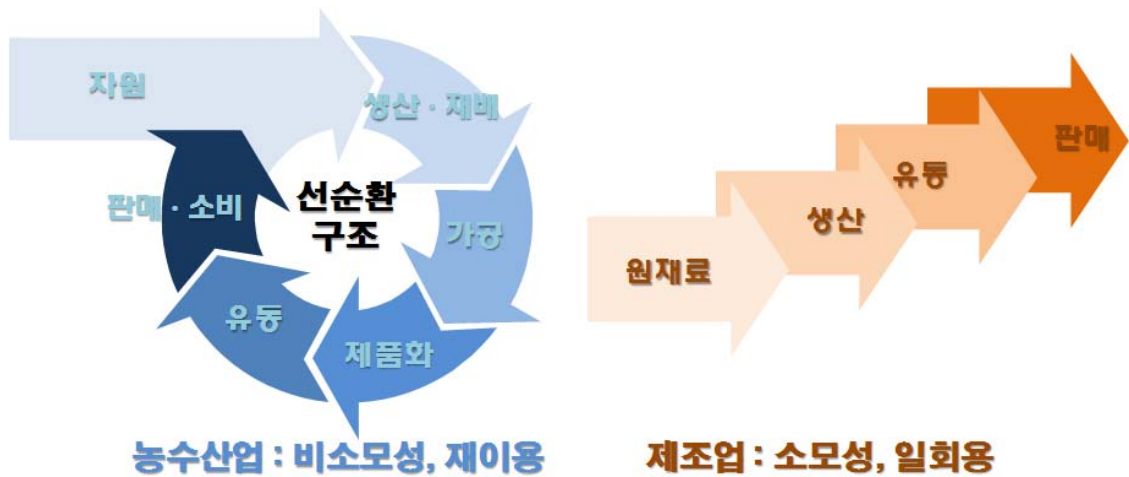 자원
생산 · 재배
가공
제품화
유통
판매 · 소비
선순환
구조
농수산업 : 비소모성, 재이용
원재료
생산
유통
판매
제조업 : 소모성, 일회용